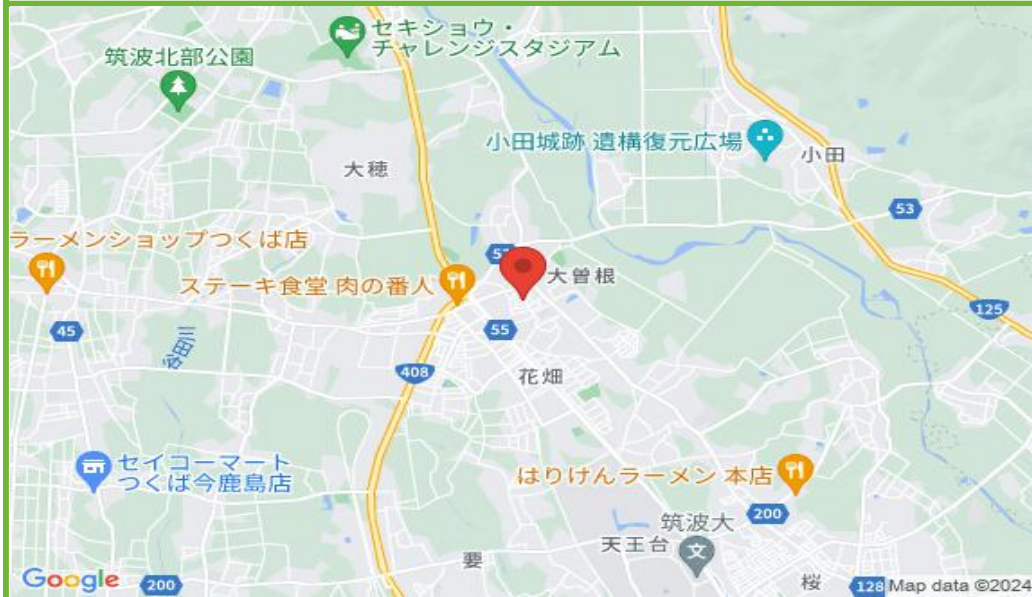 セキショウ・
チャレンジスタジアム
筑波北部公園
小田城跡 遺構復元広場
小田
大穂
53
ラーメンショップつくば店
ステーキ食堂 肉の番人
大曽根
125
45
55
408
花畑
セイコーマート
つくば今鹿島店
はりけんラーメン 本店
200
筑波大
天王台
文
要
桜
Google
200
128
Map data ©2024